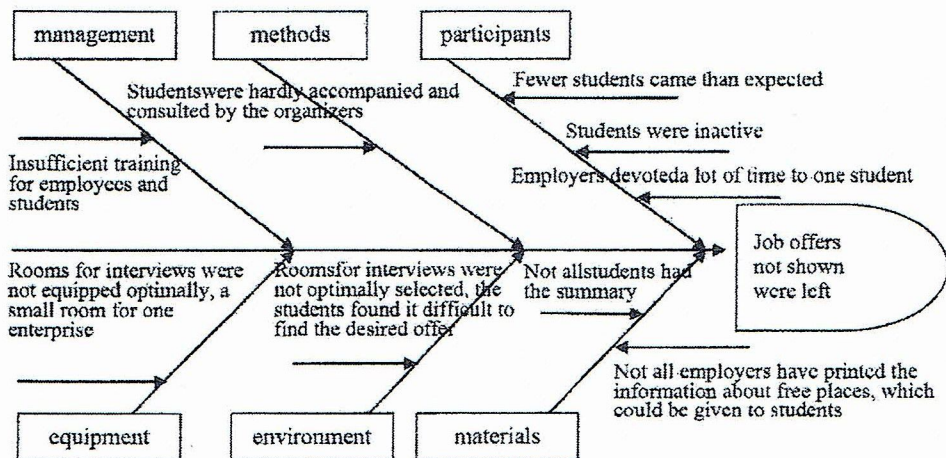 management
methods
participants
Fewer students came than expected
Studentswere hardly accompanied and
consulted by the organizers
Students were inactive
Insufficient training
for employees and
students
Employers devoteda lot of time to one student
Job offers
not shown
were left
Rooms for interviews were
not equipped optimally, a
small room for one
enterprise
Roomsfor interviews were
not optimally selected, the
students found it difficult to
find the desired offer
Not allstudents had
the summary
Not all employers have printed the
information about free places, which
could be given to students
equipment
environment
materials